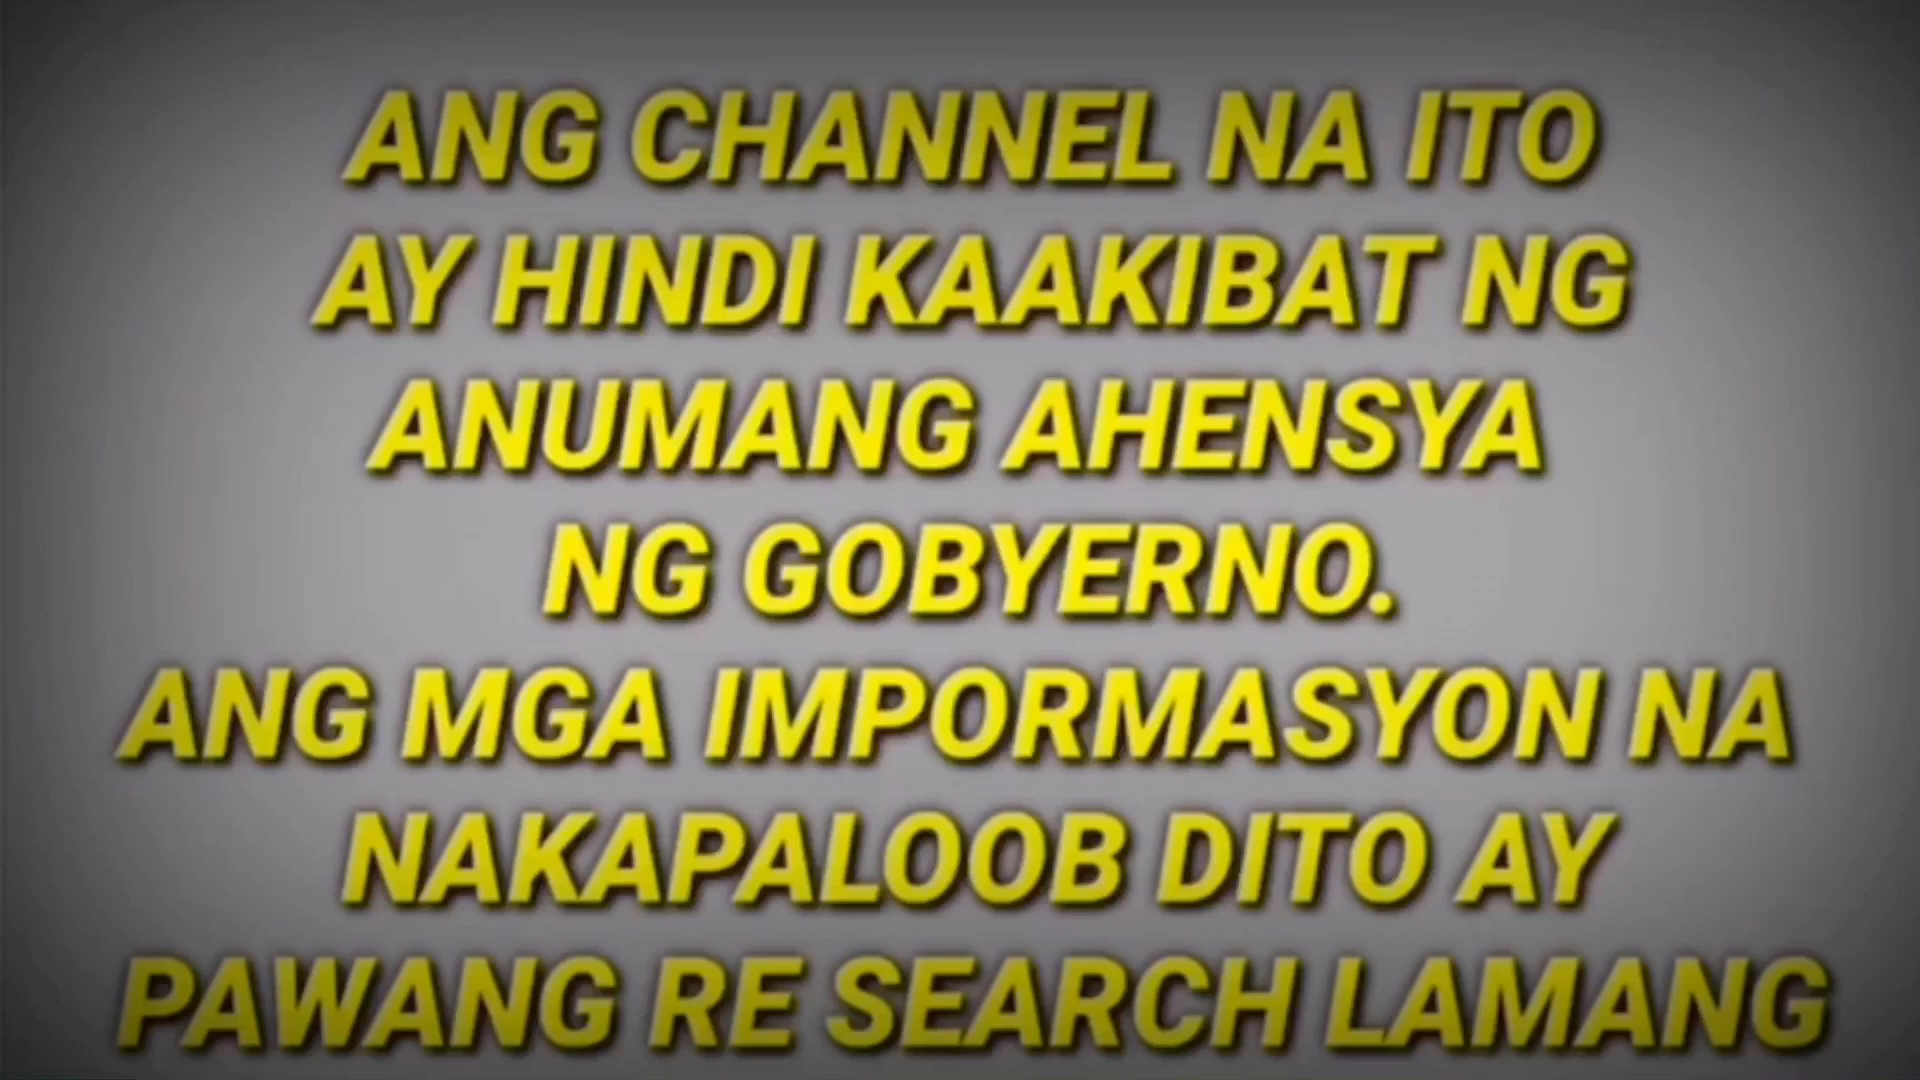 ANG CHANNEL NA ITO
AY HINDI KAAKIBAT NG
ANUMANG AHENSYA
NG GOBYERNO.
ANG MGA IMPORMASYON NA
NAKAPALOOB DITO AY
PAWANG RE SEARCH LAMANG